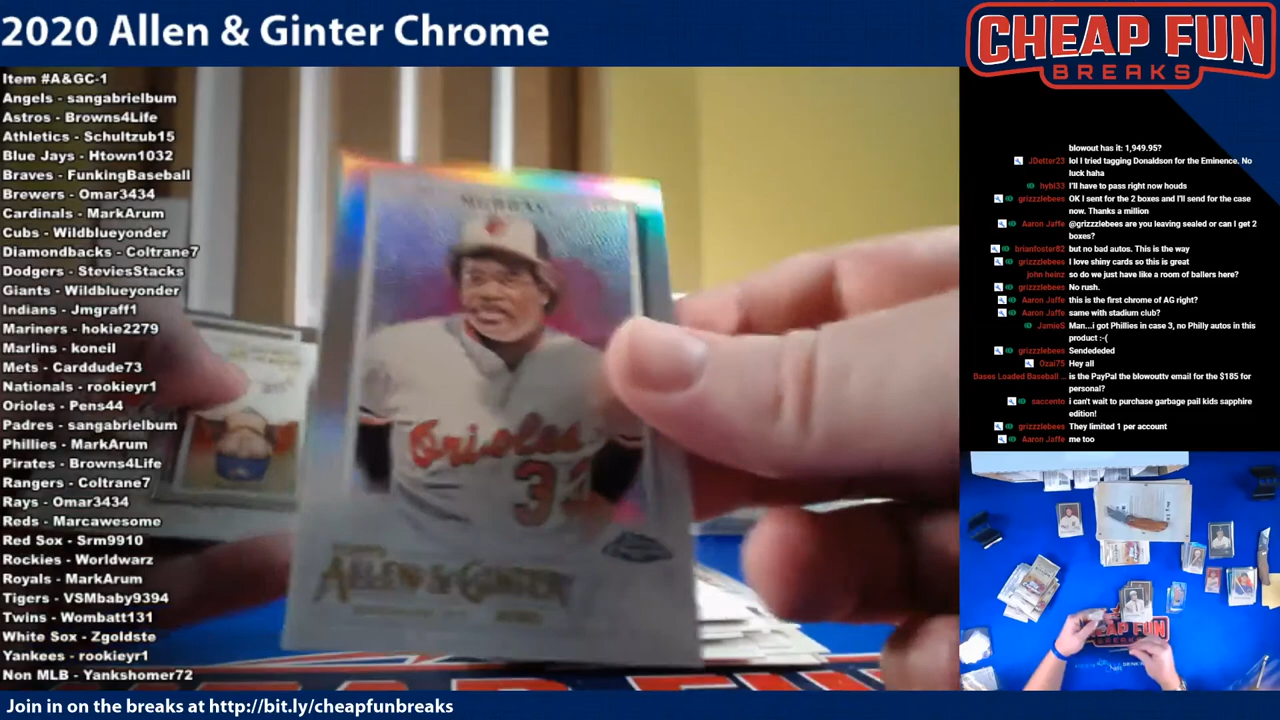 2020 Allen & Ginter Chrome
CHEAP FUN
BREAKS
Item #A&GC-1
Angels - sangabrielbum
Astros - Browns4Life
Athletics - Schultzub15
Blue Jays - Htown1032
Braves - FunkingBaseball
Brewers - Omar3434
Cardinals - MarkArum
Cubs - Wildblueyonder
Diamondbacks - Coltrane7
Dodgers - SteviesStacks
Giants - Wildblueyonder
Indians - Jmgraff1
Mariners - hokie2279
Marlins - koneil
Mets - Carddude73
Nationals - rookieyr1
Orioles - Pens44
Padres - sangabrielbum
Phillies - MarkArum
Pirates - Browns4Life
Rangers - Coltrane7
Rays - Omar3434
Reds - Marcawesome
Red Sox - Srm9910
Rockies - Worldwarz
Royals - MarkArum
Tigers - VSMbaby9394
Twins - Wombatt131
White Sox - Zgoldste
Yankees - rookieyr1
Non MLB - Yankshomer72
Orioles
33
ALLEN & GINTER
blowout has it: 1,949.95?
JDetter23 lol I tried tagging Donaldson for the Eminence. No
luck haha
hybl33 I'll have to pass right now houds
grizzzlebees OK I sent for the 2 boxes and I'll send for the case
now. Thanks a million
Aaron Jaffe @grizzzlebees are you leaving sealed or can I get 2
boxes?
brianfoster82 but no bad autos. This is the way
grizzzlebees I love shiny cards so this is great
john heinz so do we just have like a room of ballers here?
grizzzlebees No rush.
Aaron Jaffe this is the first chrome of AG right?
Aaron Jaffe same with stadium club?
JamieS Man...i got Phillies in case 3, no Philly autos in this
product :-(
grizzzlebees Sendededed
Ozai75 Hey all
Bases Loaded Baseball ... is the PayPal the blowouttv email for the $185 for
personal?
saccento i can't wait to purchase garbage pail kids sapphire
edition!
grizzzlebees They limited 1 per account
Aaron Jaffe me too
CHEAP FUN
BREAKS
Join in on the breaks at http://bit.ly/cheapfunbreaks